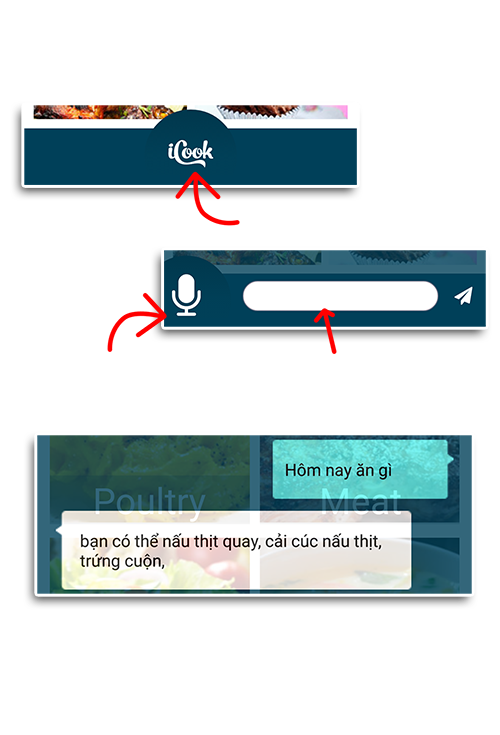 iCook
Hôm nay ăn gì
Poultry
Meat
bạn có thể nấu thịt quay, cải cúc nấu thịt,
trứng cuộn,